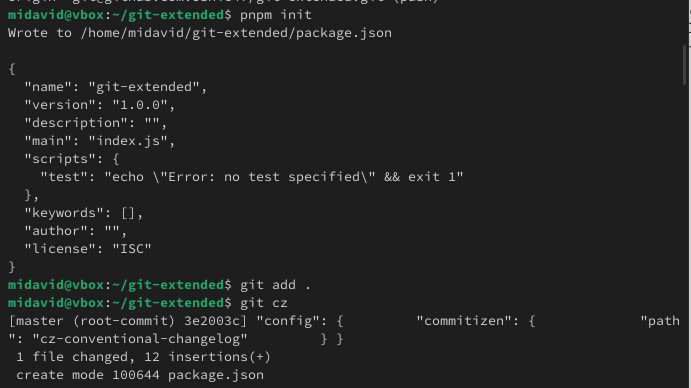 midavid@vbox:~/git-extended$ pnpm init
Wrote to /home/midavid/git-extended/package.json

{
  "name": "git-extended",
  "version": "1.0.0",
  "description": "",
  "main": "index.js",
  "scripts": {
    "test": "echo \"Error: no test specified\" && exit 1"
  },
  "keywords": [],
  "author": "",
  "license": "ISC"
}
midavid@vbox:~/git-extended$ git add .
midavid@vbox:~/git-extended$ git cz
[master (root-commit) 3e2003c] "config": {         "commitizen": {             "path
": "cz-conventional-changelog"         } }
 1 file changed, 12 insertions(+)
 create mode 100644 package.json